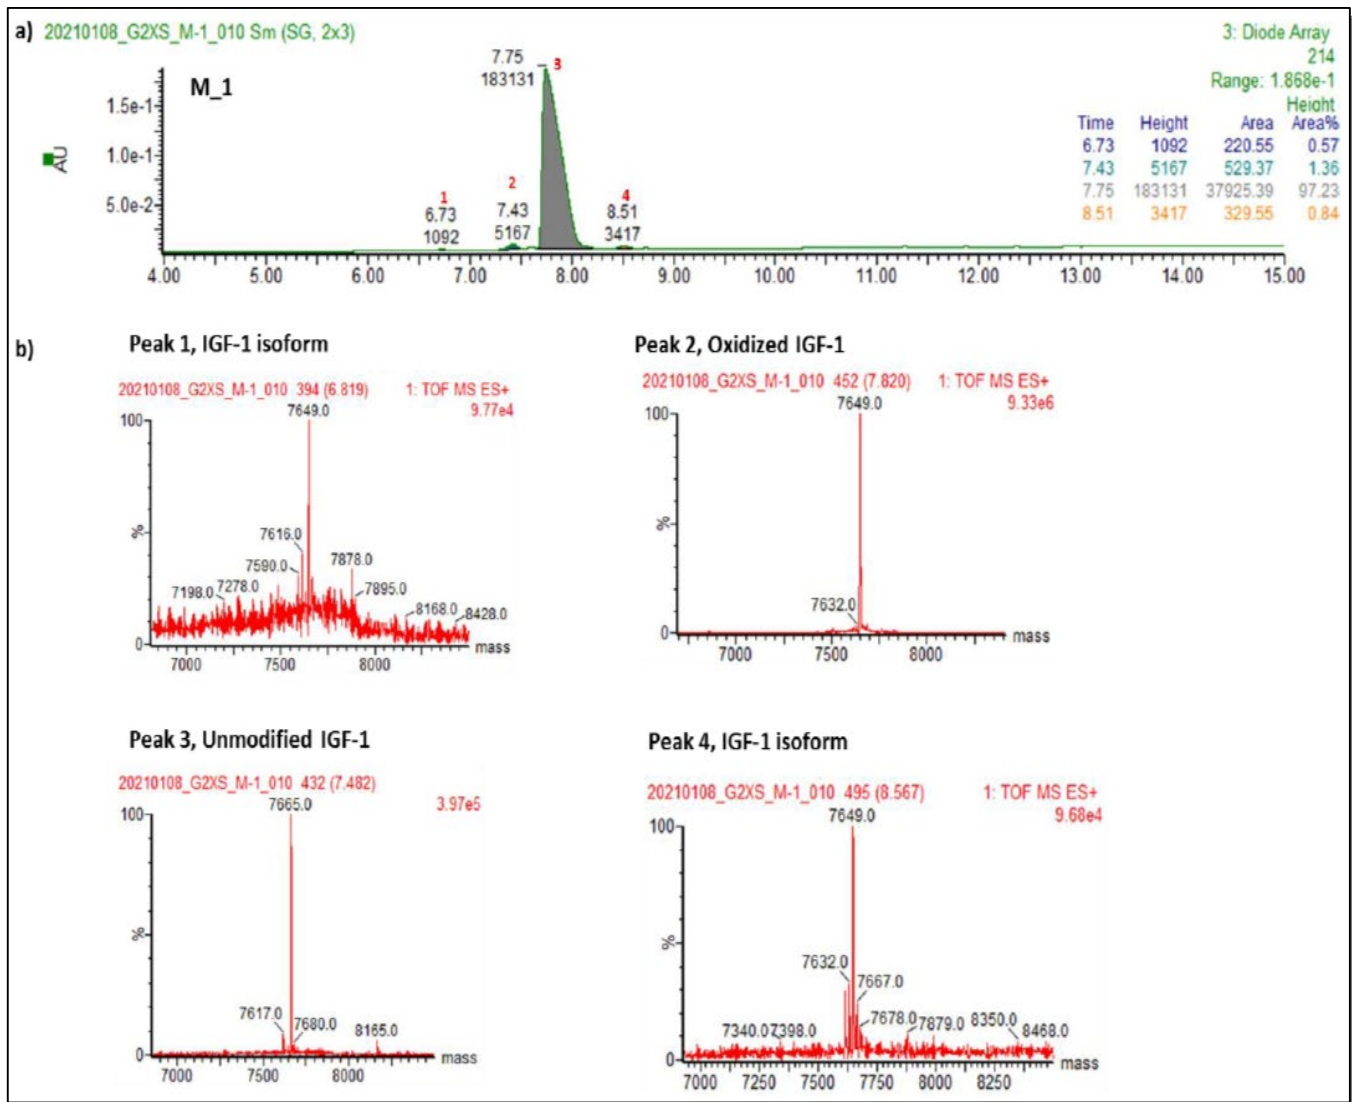 a) 20210108_G2XS_M-1_010 Sm (SG, 2x3)
3: Diode Array
214
Range: 1.868e-1
M_1
7.75 3
183131
1.5e-1
1.0e-1
5.0e-2
AU
Height
Time Height Area Area%
6.73 1092 220.55 0.57
7.43 5167 529.37 1.36
7.75 183131 37925.39 97.23
8.51 3417 329.55 0.84
1
6.73
1092
2
7.43
5167
4
8.51
3417
4.00 5.00 6.00 7.00 8.00 9.00 10.00 11.00 12.00 13.00 14.00 15.00
b)
Peak 1, IGF-1 isoform
20210108_G2XS_M-1_010 394 (6.819) 1: TOF MS ES+
9.77e4
7649.0
100
%
0
7616.0
7590.0
7878.0
7895.0
7198.0 7278.0
8168.0 8428.0
mass
7000 7500 8000
Peak 2, Oxidized IGF-1
20210108_G2XS_M-1_010 452 (7.820) 1: TOF MS ES+
9.33e6
7649.0
100
%
0
7632.0
mass
7000 7500 8000
Peak 3, Unmodified IGF-1
20210108_G2XS_M-1_010 432 (7.482)
3.97e5
7665.0
100
%
0
7617.0
7680.0
8165.0
mass
7000 7500 8000
Peak 4, IGF-1 isoform
20210108_G2XS_M-1_010 495 (8.567) 1: TOF MS ES+
9.68e4
7649.0
100
%
0
7632.0
7667.0
7678.0
7879.0
8350.0
8468.0
7340.0 7398.0
mass
7000 7250 7500 7750 8000 8250